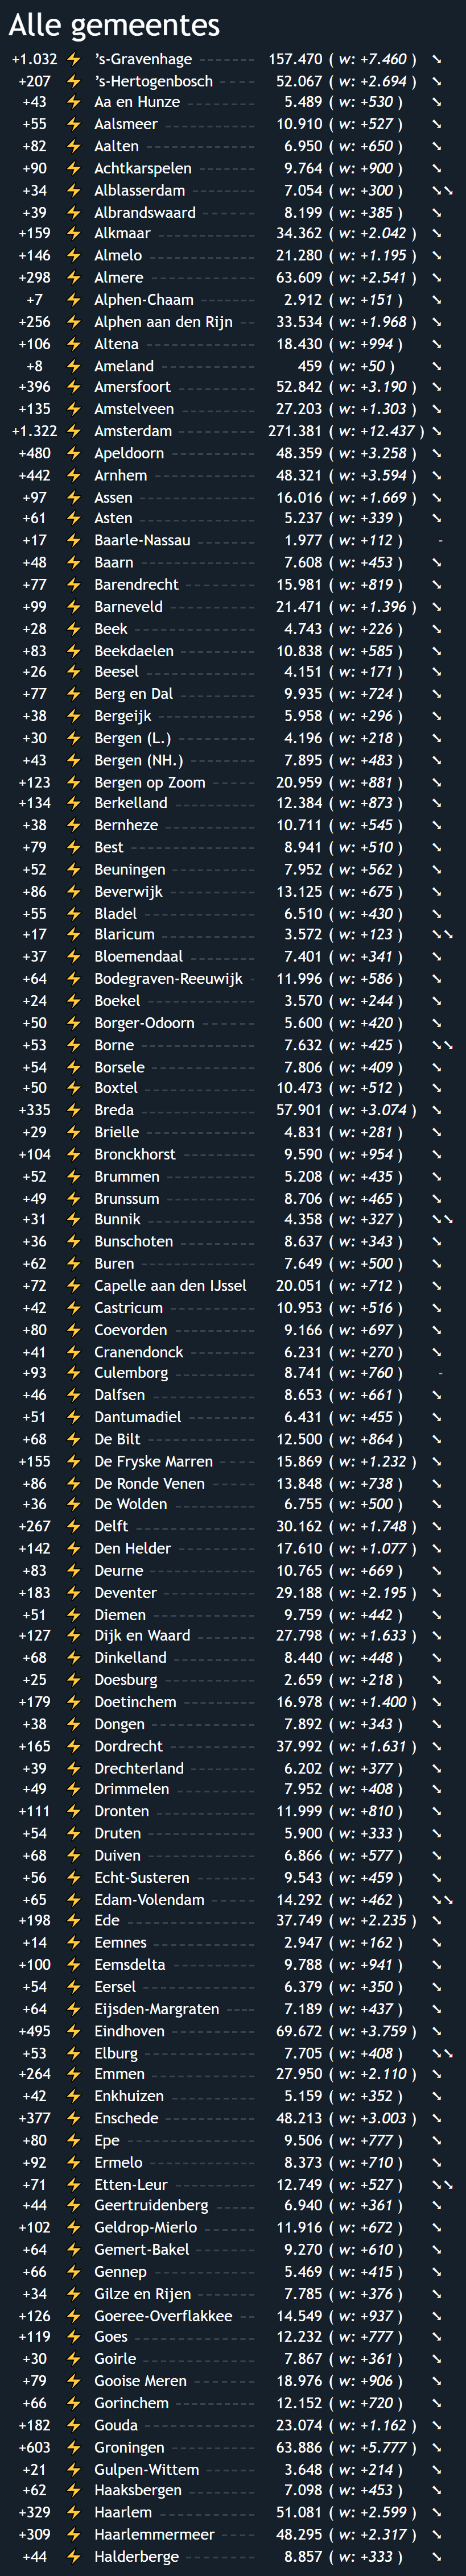 Alle gemeentes
+1.032 ⚡ ’s-Gravenhage 157.470 ( w: +7.460 ) ➘
+207 ⚡ ’s-Hertogenbosch 52.067 ( w: +2.694 ) ➘
+43 ⚡ Aa en Hunze 5.489 ( w: +530 ) ➘
+55 ⚡ Aalsmeer 10.910 ( w: +527 ) ➘
+82 ⚡ Aalten 6.950 ( w: +650 ) ➘
+90 ⚡ Achtkarspelen 9.764 ( w: +900 ) ➘
+34 ⚡ Alblasserdam 7.054 ( w: +300 ) ➘➘
+39 ⚡ Albrandswaard 8.199 ( w: +385 ) ➘
+159 ⚡ Alkmaar 34.362 ( w: +2.042 ) ➘
+146 ⚡ Almelo 21.280 ( w: +1.195 ) ➘
+298 ⚡ Almere 63.609 ( w: +2.541 ) ➘
+7 ⚡ Alphen-Chaam 2.912 ( w: +151 ) ➘
+256 ⚡ Alphen aan den Rijn 33.534 ( w: +1.968 ) ➘
+106 ⚡ Altena 18.430 ( w: +994 ) ➘
+8 ⚡ Ameland 459 ( w: +50 ) ➘
+396 ⚡ Amersfoort 52.842 ( w: +3.190 ) ➘
+135 ⚡ Amstelveen 27.203 ( w: +1.303 ) ➘
+1.322 ⚡ Amsterdam 271.381 ( w: +12.437 ) ➘
+480 ⚡ Apeldoorn 48.359 ( w: +3.258 ) ➘
+442 ⚡ Arnhem 48.321 ( w: +3.594 ) ➘
+97 ⚡ Assen 16.016 ( w: +1.669 ) ➘
+61 ⚡ Asten 5.237 ( w: +339 ) ➘
+17 ⚡ Baarle-Nassau 1.977 ( w: +112 ) -
+48 ⚡ Baarn 7.608 ( w: +453 ) ➘
+77 ⚡ Barendrecht 15.981 ( w: +819 ) ➘
+99 ⚡ Barneveld 21.471 ( w: +1.396 ) ➘
+28 ⚡ Beek 4.743 ( w: +226 ) ➘
+83 ⚡ Beekdaelen 10.838 ( w: +585 ) ➘
+26 ⚡ Beesel 4.151 ( w: +171 ) ➘
+77 ⚡ Berg en Dal 9.935 ( w: +724 ) ➘
+38 ⚡ Bergeijk 5.958 ( w: +296 ) ➘
+30 ⚡ Bergen (L.) 4.196 ( w: +218 ) ➘
+43 ⚡ Bergen (NH.) 7.895 ( w: +483 ) ➘
+123 ⚡ Bergen op Zoom 20.959 ( w: +881 ) ➘
+134 ⚡ Berkelland 12.384 ( w: +873 ) ➘
+38 ⚡ Bernheze 10.711 ( w: +545 ) ➘
+79 ⚡ Best 8.941 ( w: +510 ) ➘
+52 ⚡ Beuningen 7.952 ( w: +562 ) ➘
+86 ⚡ Beverwijk 13.125 ( w: +675 ) ➘
+55 ⚡ Bladel 6.510 ( w: +430 ) ➘
+17 ⚡ Blaricum 3.572 ( w: +123 ) ➘➘
+37 ⚡ Bloemendaal 7.401 ( w: +341 ) ➘
+64 ⚡ Bodegraven-Reeuwijk 11.996 ( w: +586 ) ➘
+24 ⚡ Boekel 3.570 ( w: +244 ) ➘
+50 ⚡ Borger-Odoorn 5.600 ( w: +420 ) ➘
+53 ⚡ Borne 7.632 ( w: +425 ) ➘➘
+54 ⚡ Borsele 7.806 ( w: +409 ) ➘
+50 ⚡ Boxtel 10.473 ( w: +512 ) ➘
+335 ⚡ Breda 57.901 ( w: +3.074 ) ➘
+29 ⚡ Brielle 4.831 ( w: +281 ) ➘
+104 ⚡ Bronckhorst 9.590 ( w: +954 ) ➘
+52 ⚡ Brummen 5.208 ( w: +435 ) ➘
+49 ⚡ Brunssum 8.706 ( w: +465 ) ➘
+31 ⚡ Bunnik 4.358 ( w: +327 ) ➘➘
+36 ⚡ Bunschoten 8.637 ( w: +343 ) ➘
+62 ⚡ Buren 7.649 ( w: +500 ) ➘
+72 ⚡ Capelle aan den IJssel 20.051 ( w: +712 ) ➘
+42 ⚡ Castricum 10.953 ( w: +516 ) ➘
+80 ⚡ Coevorden 9.166 ( w: +697 ) ➘
+41 ⚡ Cranendonck 6.231 ( w: +270 ) ➘
+93 ⚡ Culemborg 8.741 ( w: +760 ) -
+46 ⚡ Dalfsen 8.653 ( w: +661 ) ➘
+51 ⚡ Dantumadiel 6.431 ( w: +455 ) ➘
+68 ⚡ De Bilt 12.500 ( w: +864 ) ➘
+155 ⚡ De Fryske Marren 15.869 ( w: +1.232 ) ➘
+86 ⚡ De Ronde Venen 13.848 ( w: +738 ) ➘
+36 ⚡ De Wolden 6.755 ( w: +500 ) ➘
+267 ⚡ Delft 30.162 ( w: +1.748 ) ➘
+142 ⚡ Den Helder 17.610 ( w: +1.077 ) ➘
+83 ⚡ Deurne 10.765 ( w: +669 ) ➘
+183 ⚡ Deventer 29.188 ( w: +2.195 ) ➘
+51 ⚡ Diemen 9.759 ( w: +442 ) ➘
+127 ⚡ Dijk en Waard 27.798 ( w: +1.633 ) ➘
+68 ⚡ Dinkelland 8.440 ( w: +448 ) ➘
+25 ⚡ Doesburg 2.659 ( w: +218 ) ➘
+179 ⚡ Doetinchem 16.978 ( w: +1.400 ) ➘
+38 ⚡ Dongen 7.892 ( w: +343 ) ➘
+165 ⚡ Dordrecht 37.992 ( w: +1.631 ) ➘
+39 ⚡ Drechterland 6.202 ( w: +377 ) ➘
+49 ⚡ Drimmelen 7.952 ( w: +408 ) ➘
+111 ⚡ Dronten 11.999 ( w: +810 ) ➘
+54 ⚡ Druten 5.900 ( w: +333 ) ➘
+68 ⚡ Duiven 6.866 ( w: +577 ) ➘
+56 ⚡ Echt-Susteren 9.543 ( w: +459 ) ➘
+65 ⚡ Edam-Volendam 14.292 ( w: +462 ) ➘➘
+198 ⚡ Ede 37.749 ( w: +2.235 ) ➘
+14 ⚡ Eemnes 2.947 ( w: +162 ) ➘
+100 ⚡ Eemsdelta 9.788 ( w: +941 ) ➘
+54 ⚡ Eersel 6.379 ( w: +350 ) ➘
+64 ⚡ Eijsden-Margraten 7.189 ( w: +437 ) ➘
+495 ⚡ Eindhoven 69.672 ( w: +3.759 ) ➘
+53 ⚡ Elburg 7.705 ( w: +408 ) ➘➘
+264 ⚡ Emmen 27.950 ( w: +2.110 ) ➘
+42 ⚡ Enkhuizen 5.159 ( w: +352 ) ➘
+377 ⚡ Enschede 48.213 ( w: +3.003 ) ➘
+80 ⚡ Epe 9.506 ( w: +777 ) ➘
+92 ⚡ Ermelo 8.373 ( w: +710 ) ➘
+71 ⚡ Etten-Leur 12.749 ( w: +527 ) ➘➘
+44 ⚡ Geertruidenberg 6.940 ( w: +361 ) ➘
+102 ⚡ Geldrop-Mierlo 11.916 ( w: +672 ) ➘
+64 ⚡ Gemert-Bakel 9.270 ( w: +610 ) ➘
+66 ⚡ Gennep 5.469 ( w: +415 ) ➘
+34 ⚡ Gilze en Rijen 7.785 ( w: +376 ) ➘
+126 ⚡ Goeree-Overflakkee 14.549 ( w: +937 ) ➘
+119 ⚡ Goes 12.232 ( w: +777 ) ➘
+30 ⚡ Goirle 7.867 ( w: +361 ) ➘
+79 ⚡ Gooise Meren 18.976 ( w: +906 ) ➘
+66 ⚡ Gorinchem 12.152 ( w: +720 ) ➘
+182 ⚡ Gouda 23.074 ( w: +1.162 ) ➘
+603 ⚡ Groningen 63.886 ( w: +5.777 ) ➘
+21 ⚡ Gulpen-Wittem 3.648 ( w: +214 ) ➘
+62 ⚡ Haaksbergen 7.098 ( w: +453 ) ➘
+329 ⚡ Haarlem 51.081 ( w: +2.599 ) ➘
+309 ⚡ Haarlemmermeer 48.295 ( w: +2.317 ) ➘
+44 ⚡ Halderberge 8.857 ( w: +333 ) ➘